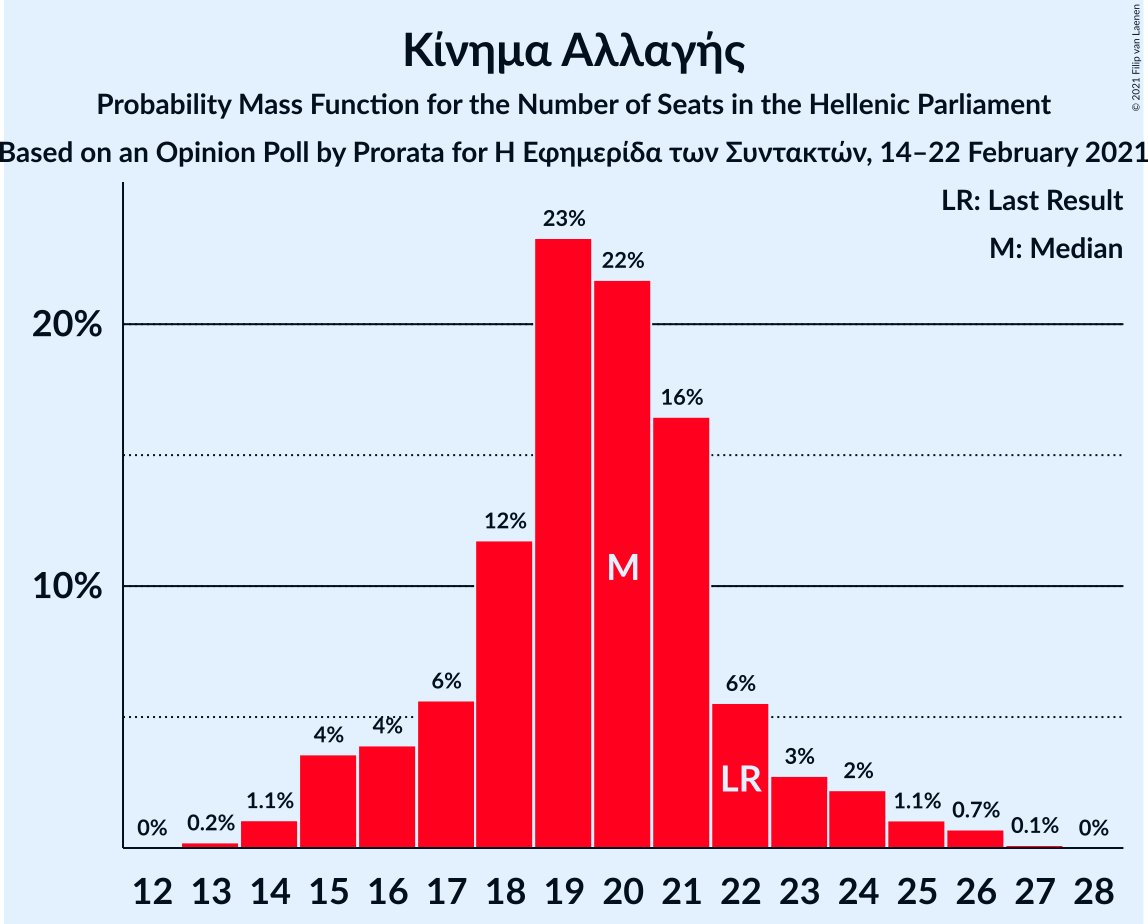 Κίνημα Αλλαγής
Probability Mass Function for the Number of Seats in the Hellenic Parliament
Based on an Opinion Poll by Prorata for Η Εφημερίδα των Συντακτών, 14–22 February 2021
© 2021 Filip van Laenen
LR: Last Result
M: Median
23%
22%
20%
16%
12%
M
10%
6%
6%
4%
4%
3%
LR
2%
1.1%
1.1%
0.7%
0%
0.2%
0.1%
0%
12 13 14 15 16 17 18 19 20 21 22 23 24 25 26 27 28